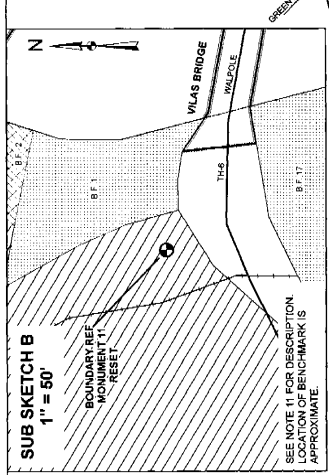 SUB SKETCH B
1" = 50'
N
B.F. 2
B.F. 1
VILAS BRIDGE
WALPOLE
TH-6
B.F. 17
BOUNDARY REF.
MONUMENT 11
RESET
SEE NOTE 11 FOR DESCRIPTION.
LOCATION OF BENCHMARK IS
APPROXIMATE.
GREEN